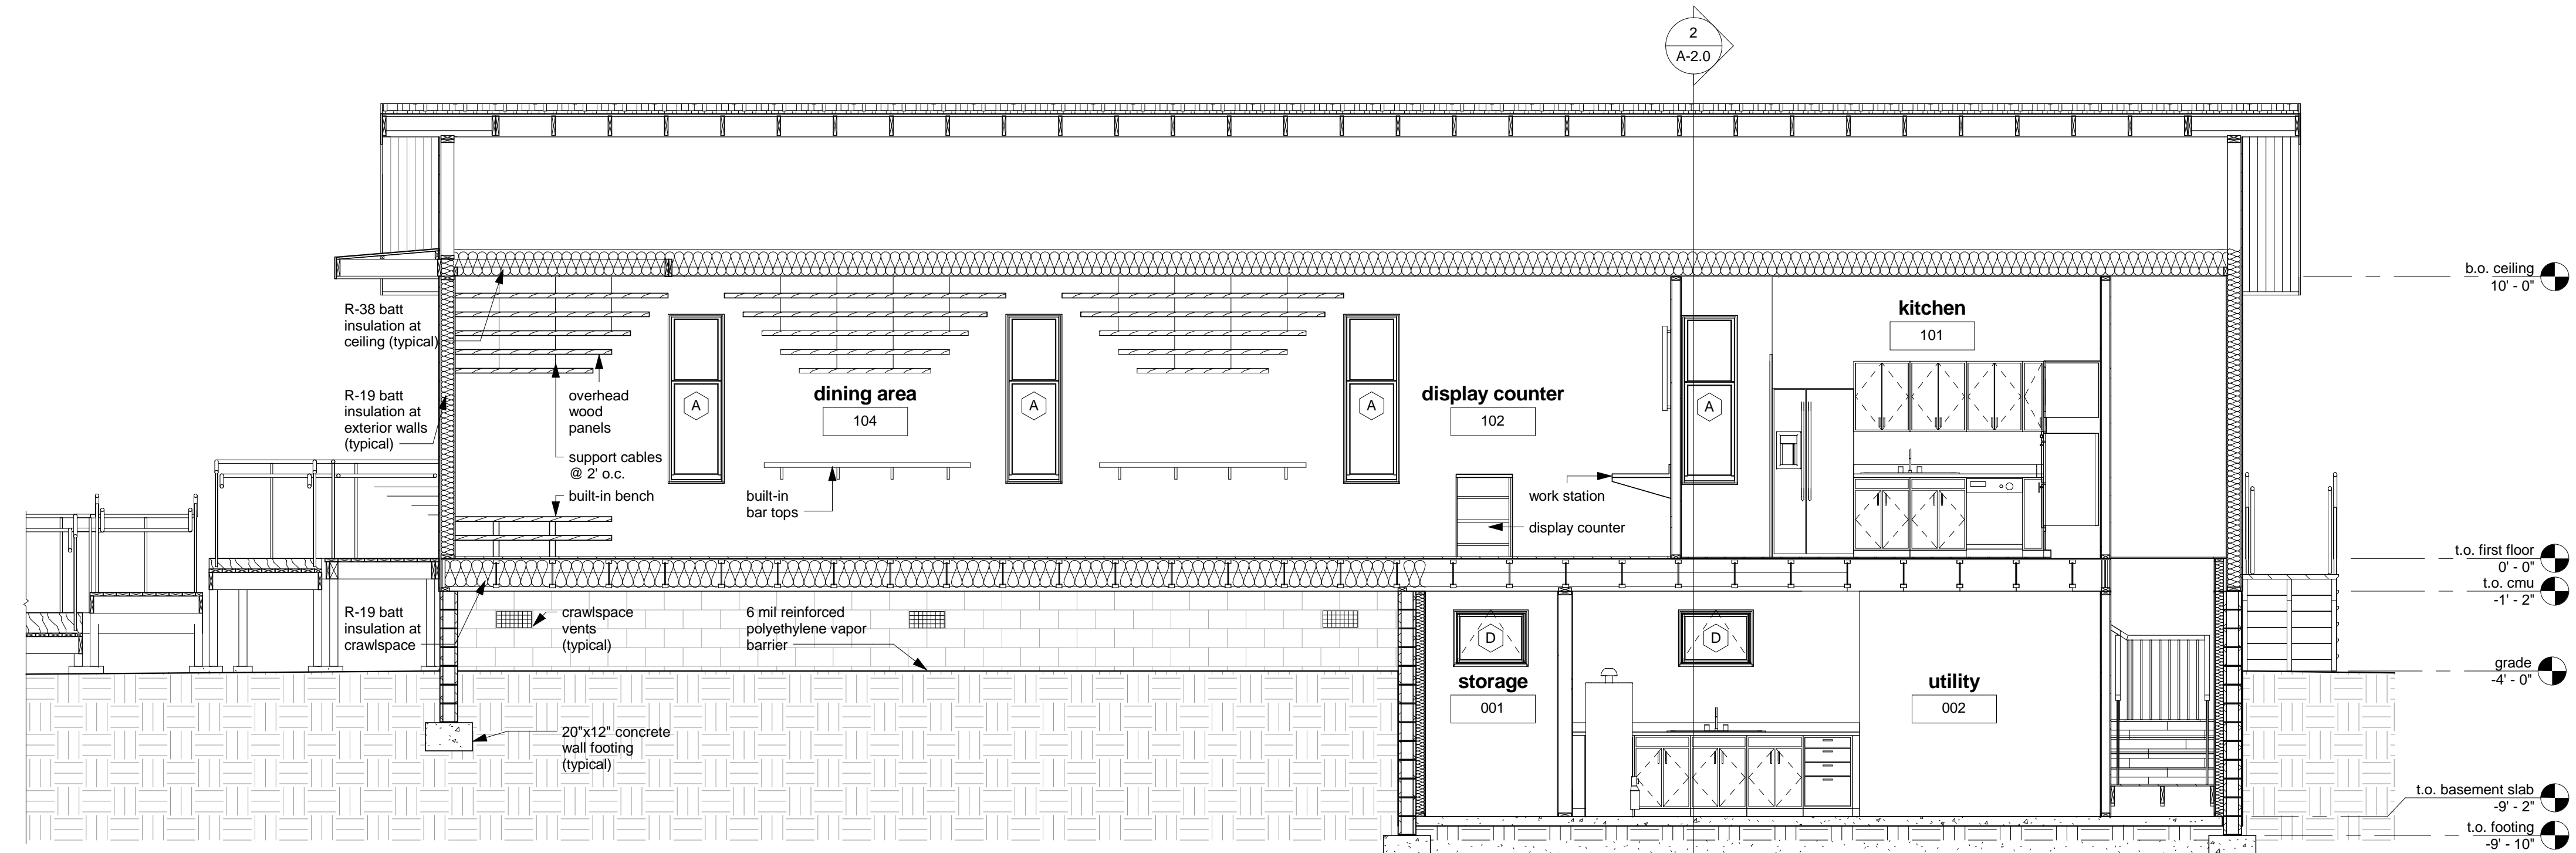 2
A-2.0
b.o. ceiling
10' - 0"
R-38 batt
insulation at
ceiling (typical)
kitchen
101
R-19 batt
insulation at
exterior walls
(typical)
overhead
wood
panels
dining area
104
display counter
102
A
A
A
A
support cables
@ 2' o.c.
built-in bench
built-in
bar tops
work station
display counter
t.o. first floor
0' - 0"
t.o. cmu
-1' - 2"
R-19 batt
insulation at
crawlspace
crawlspace
vents
(typical)
6 mil reinforced
polyethylene vapor
barrier
D
D
grade
-4' - 0"
storage
001
utility
002
20"x12" concrete
wall footing
(typical)
t.o. basement slab
-9' - 2"
t.o. footing
-9' - 10"